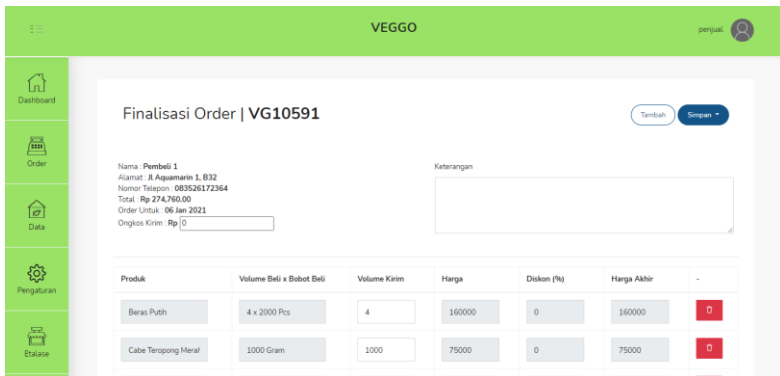 VEGGO
penjual
Dashboard
Order
Data
Pengaturan
Etalase
Finalisasi Order | VG10591
Tambah
Simpan
Nama : Pembeli 1
Alamat : Jl Aquamarin 1, B32
Nomor Telepon : 083526172364
Total : Rp 274,760.00
Order Untuk : 06 Jan 2021
Ongkos Kirim : Rp 0
Keterangan
Produk Volume Beli x Bobot Beli Volume Kirim Harga Diskon (%) Harga Akhir -
Beras Putih 4 x 2000 Pcs 4 160000 0 160000
Cabe Teropong Meral 1000 Gram 1000 75000 0 75000